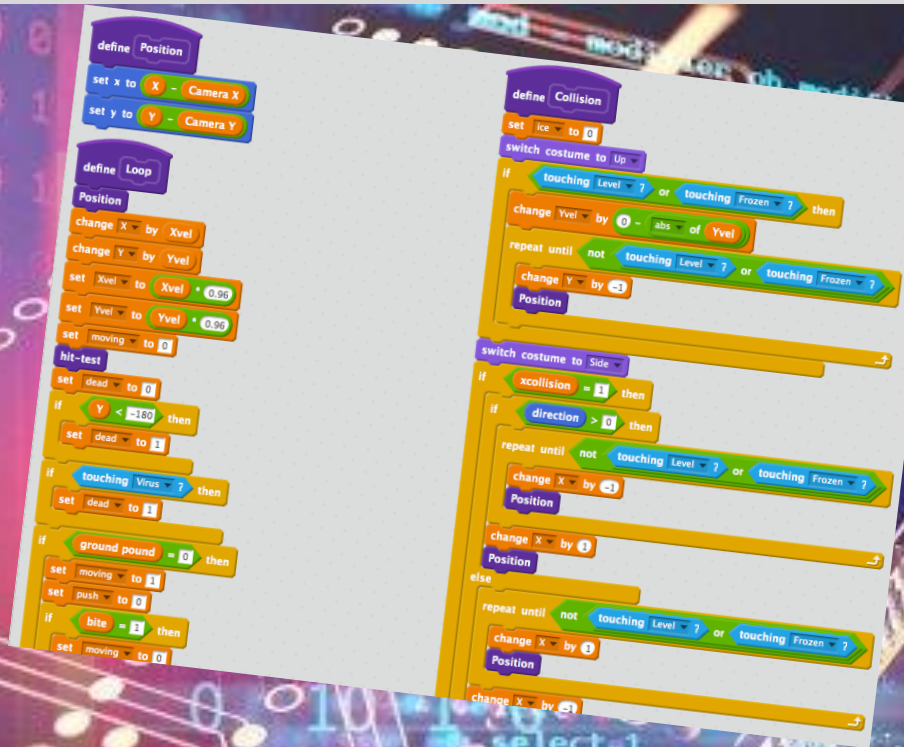 define Position
set x to X - Camera X
set y to Y - Camera Y
define Loop
Position
change X by Xvel
change Y by Yvel
set Xvel to Xvel * 0.96
set Yvel to Yvel * 0.96
set moving to 0
hit-test
set dead to 0
if Y < -180 then
set dead to 1
if touching Virus ? then
set dead to 1
if ground pound = 0 then
set moving to 1
set push to 0
if bite = 1 then
set moving to 0
define Collision
set ice to 0
switch costume to Up
if touching Level ? or touching Frozen ? then
change Yvel by 0 - abs of Yvel
repeat until not touching Level ? or touching Frozen ?
change Y by -1
Position
switch costume to Side
if xcollision = 1 then
if direction > 0 then
repeat until not touching Level ? or touching Frozen ?
change X by -1
Position
change X by 1
Position
else
repeat until not touching Level ? or touching Frozen ?
change X by 1
Position
change X by -1
select 1